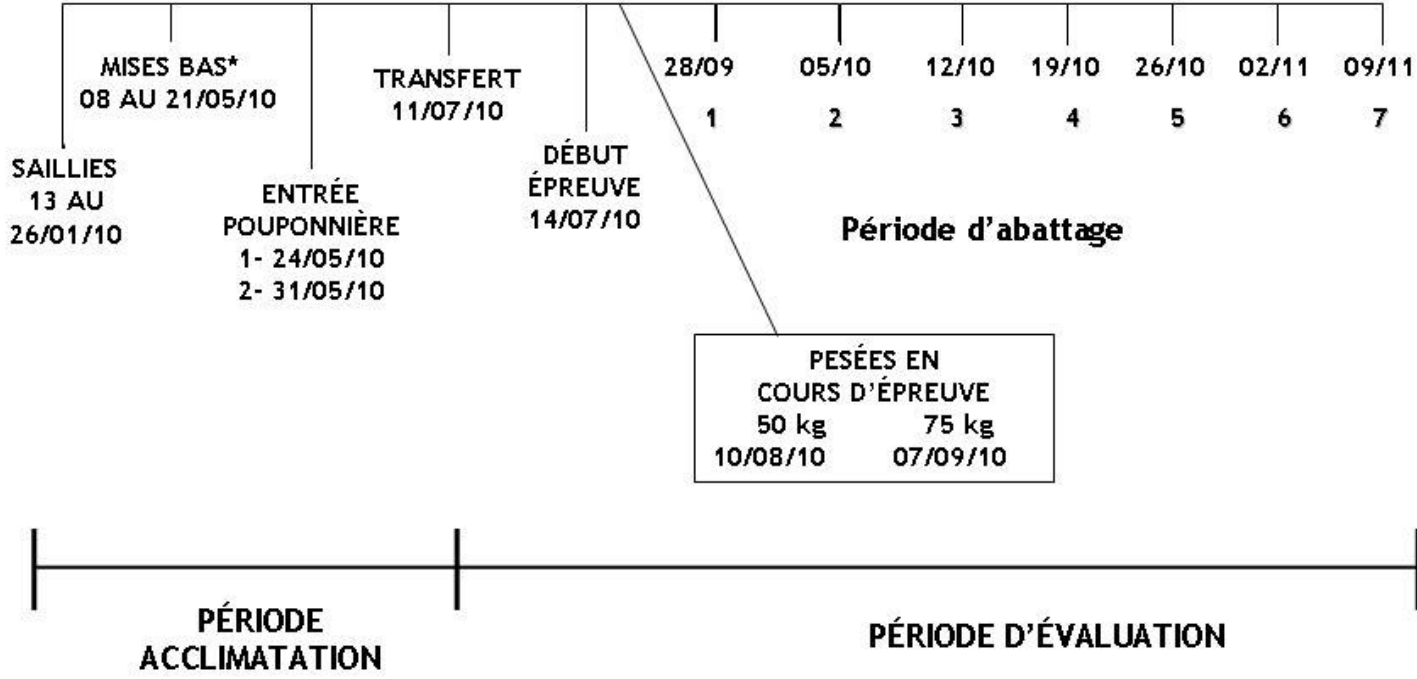 SAILLIES
13 AU
26/01/10
MISES BAS*
08 AU 21/05/10
ENTRÉE
POUPONNIÈRE
1- 24/05/10
2- 31/05/10
TRANSFERT
11/07/10
DÉBUT
ÉPREUVE
14/07/10
28/09 05/10 12/10 19/10 26/10 02/11 09/11
1 2 3 4 5 6 7
Période d'abattage
PESÉES EN
COURS D'ÉPREUVE
50 kg 75 kg
10/08/10 07/09/10
PÉRIODE
ACCLIMATATION
PÉRIODE D'ÉVALUATION